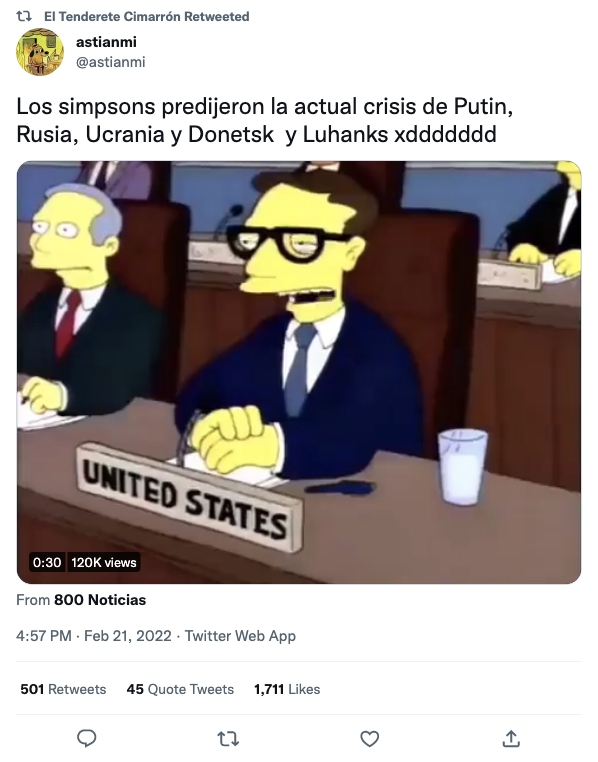 El Tenderete Cimarrón Retweeted
astianmi
@astianmi
Los simpsons predijeron la actual crisis de Putin,
Rusia, Ucrania y Donetsk y Luhanks xddddddd
UNITED STATES
0:30 120K views
From 800 Noticias
4:57 PM · Feb 21, 2022 · Twitter Web App
501 Retweets 45 Quote Tweets 1,711 Likes